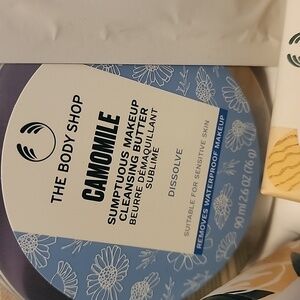 THE BODY SHOP
CAMOMILE
SUMPTUOUS MAKEUP
CLEANSING BUTTER
BEURRE DÉMAQUILLANT
SUBLIME
DISSOLVE
SUITABLE FOR SENSITIVE SKIN
REMOVES WATERPROOF MAKEUP
90 ml 2.6 OZ (76 g)